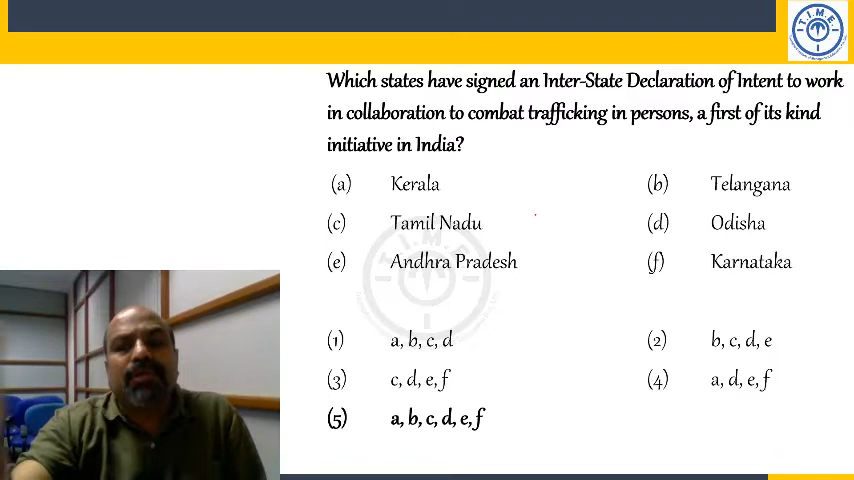 T.I.M.E.
Which states have signed an Inter-State Declaration of Intent to work
in collaboration to combat trafficking in persons, a first of its kind
initiative in India?
(a) Kerala (b) Telangana
(c) Tamil Nadu (d) Odisha
(e) Andhra Pradesh (f) Karnataka
(1) a, b, c, d (2) b, c, d, e
(3) c, d, e, f (4) a, d, e, f
(5) a, b, c, d, e, f